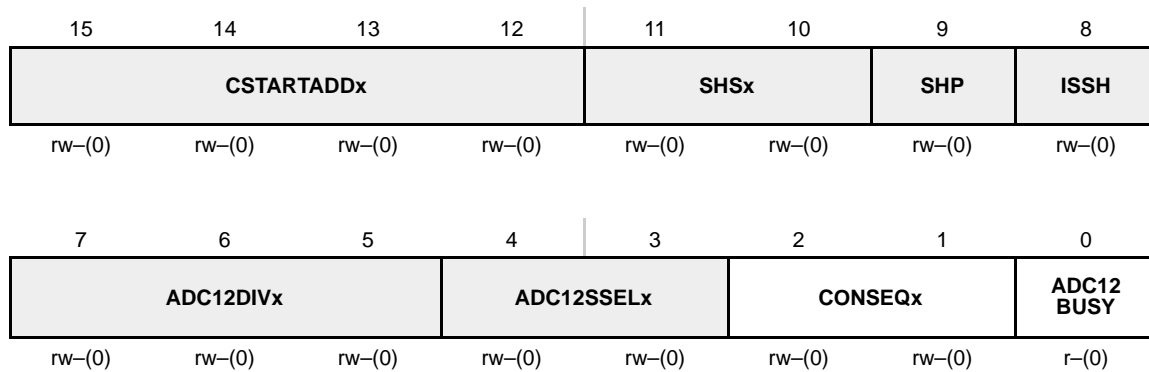 15 14 13 12 11 10 9 8
CSTARTADDx SHSx SHP ISSH
rw–(0) rw–(0) rw–(0) rw–(0) rw–(0) rw–(0) rw–(0) rw–(0)
7 6 5 4 3 2 1 0
ADC12DIVx ADC12SSELx CONSEQx ADC12
BUSY
rw–(0) rw–(0) rw–(0) rw–(0) rw–(0) rw–(0) rw–(0) r–(0)